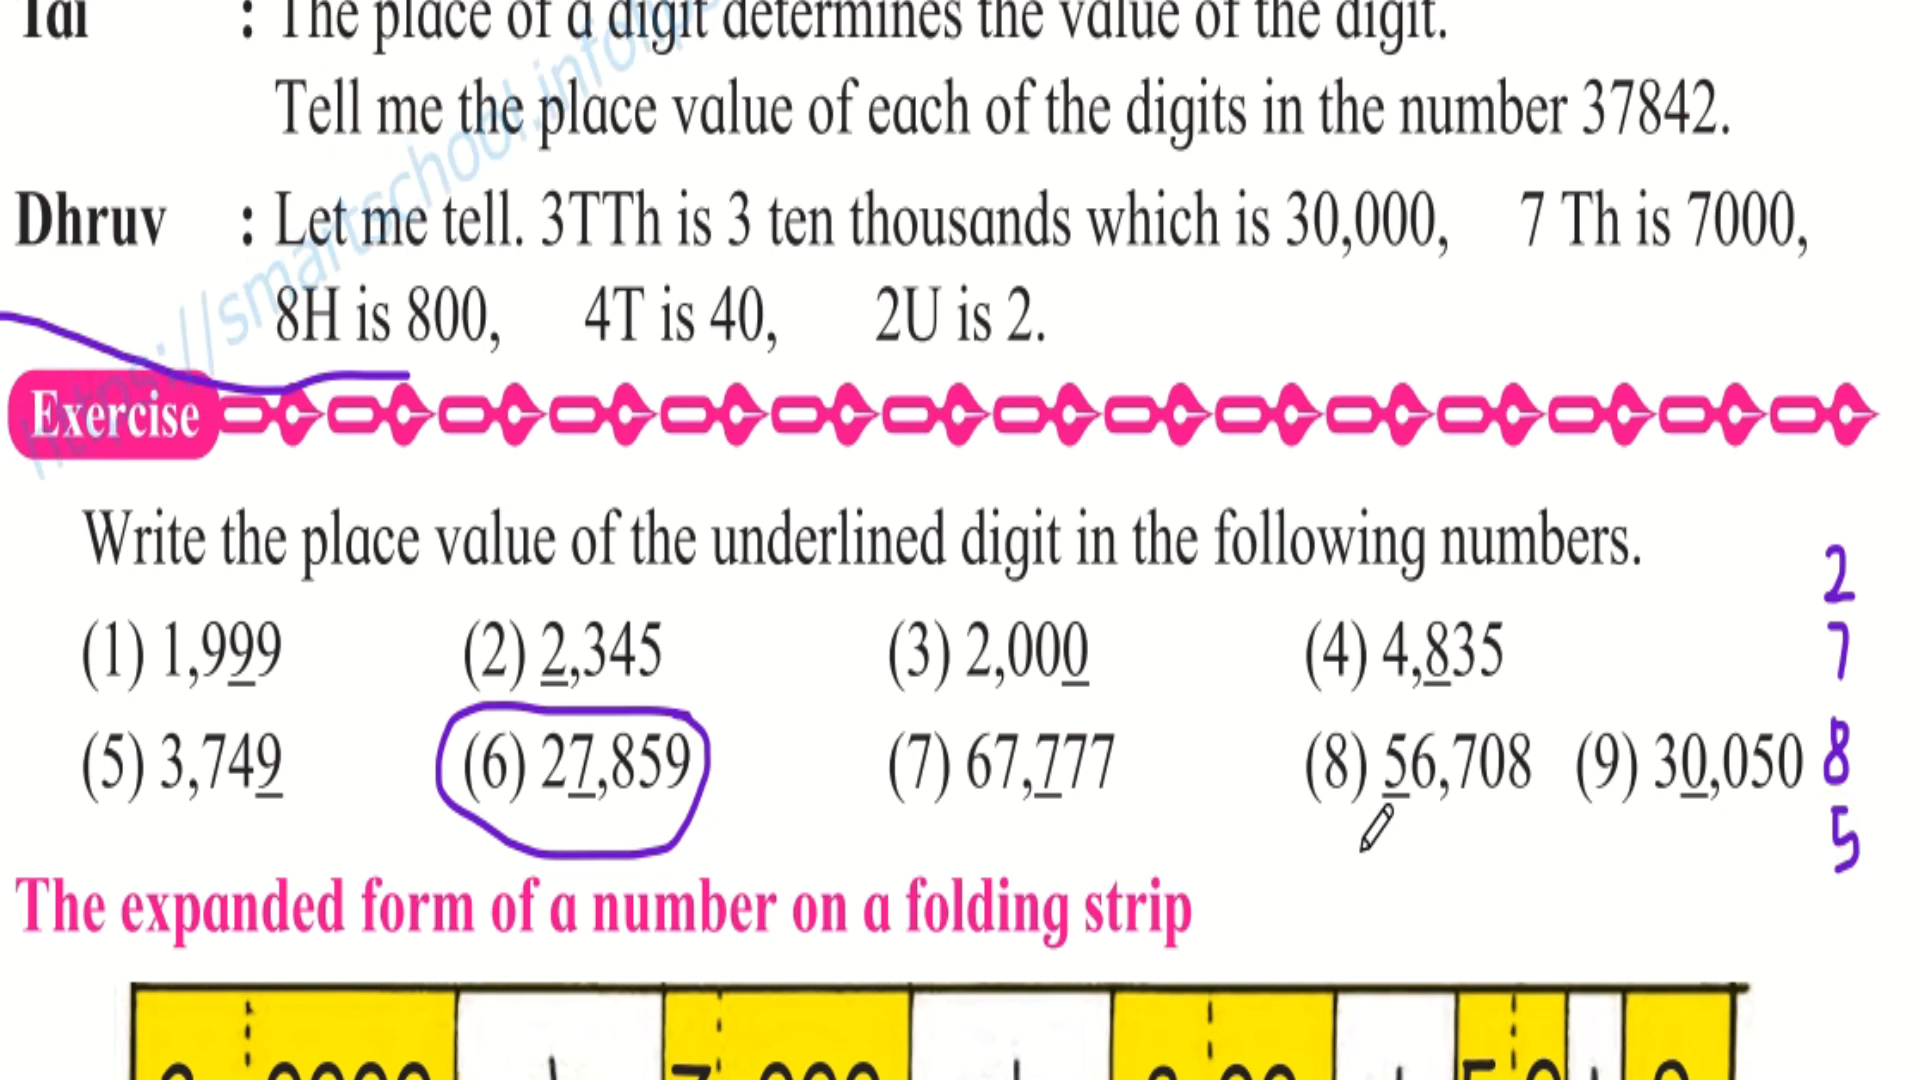 Tai : The place of a digit determines the value of the digit.
Tell me the place value of each of the digits in the number 37842.
Dhruv : Let me tell. 3TTh is 3 ten thousands which is 30,000, 7 Th is 7000,
8H is 800, 4T is 40, 2U is 2.
Exercise
Write the place value of the underlined digit in the following numbers.
2
(1) 1,999 (2) 2,345 (3) 2,000 (4) 4,835
7
(5) 3,749 (6) 27,859 (7) 67,777 (8) 56,708 (9) 30,050
8
5
The expanded form of a number on a folding strip